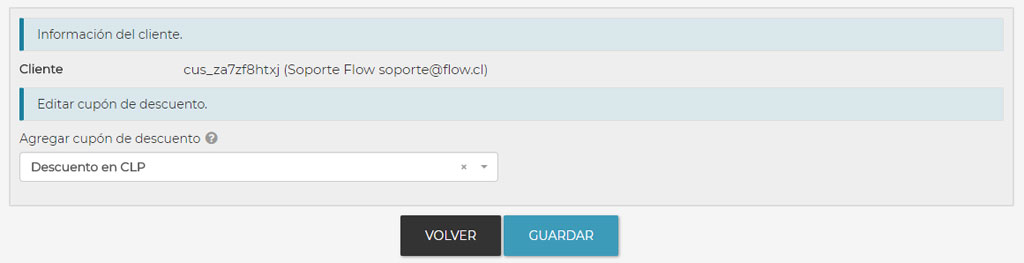 Información del cliente.
Cliente cus_za7zf8htxj (Soporte Flow soporte@flow.cl)
Editar cupón de descuento.
Agregar cupón de descuento ?
Descuento en CLP ×
VOLVER GUARDAR